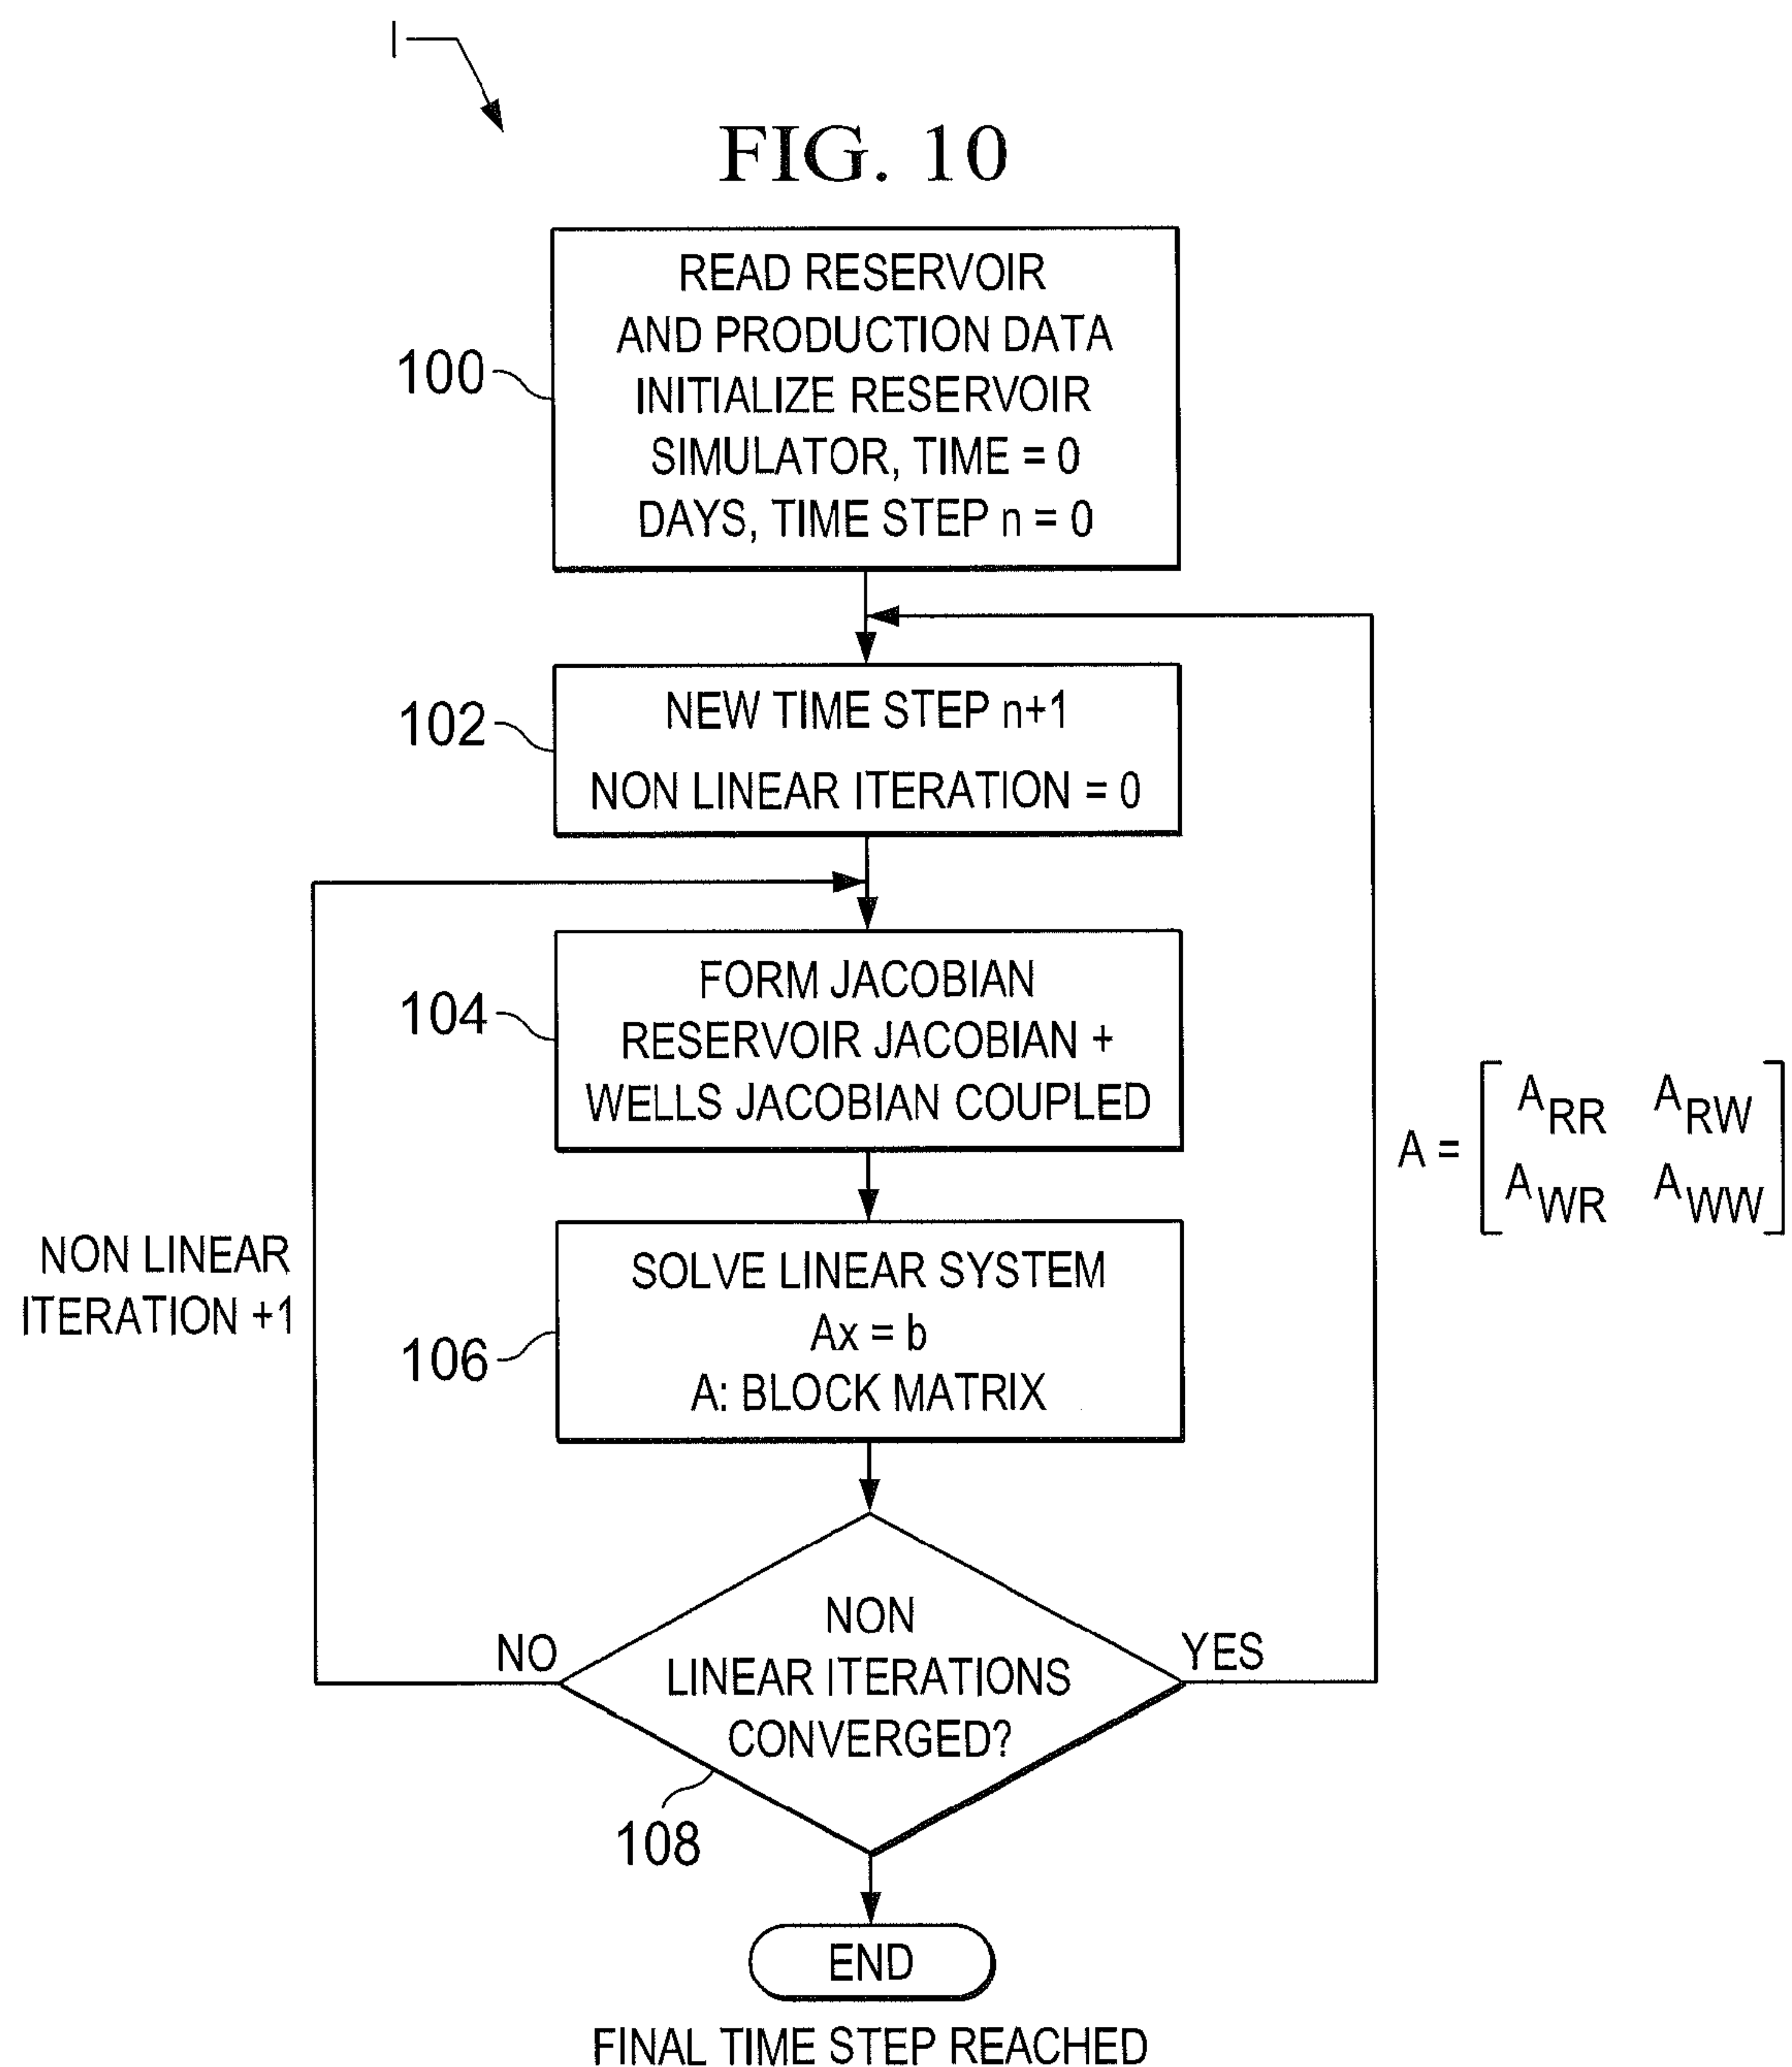 I
FIG. 10
READ RESERVOIR
AND PRODUCTION DATA
INITIALIZE RESERVOIR
SIMULATOR, TIME = 0
DAYS, TIME STEP n = 0
100
NEW TIME STEP n+1
NON LINEAR ITERATION = 0
102
FORM JACOBIAN
RESERVOIR JACOBIAN +
WELLS JACOBIAN COUPLED
104
A = [ A_RR A_RW
A_WR A_WW ]
NON LINEAR
ITERATION +1
SOLVE LINEAR SYSTEM
Ax = b
A: BLOCK MATRIX
106
NO
NON
LINEAR ITERATIONS
CONVERGED?
YES
108
END
FINAL TIME STEP REACHED